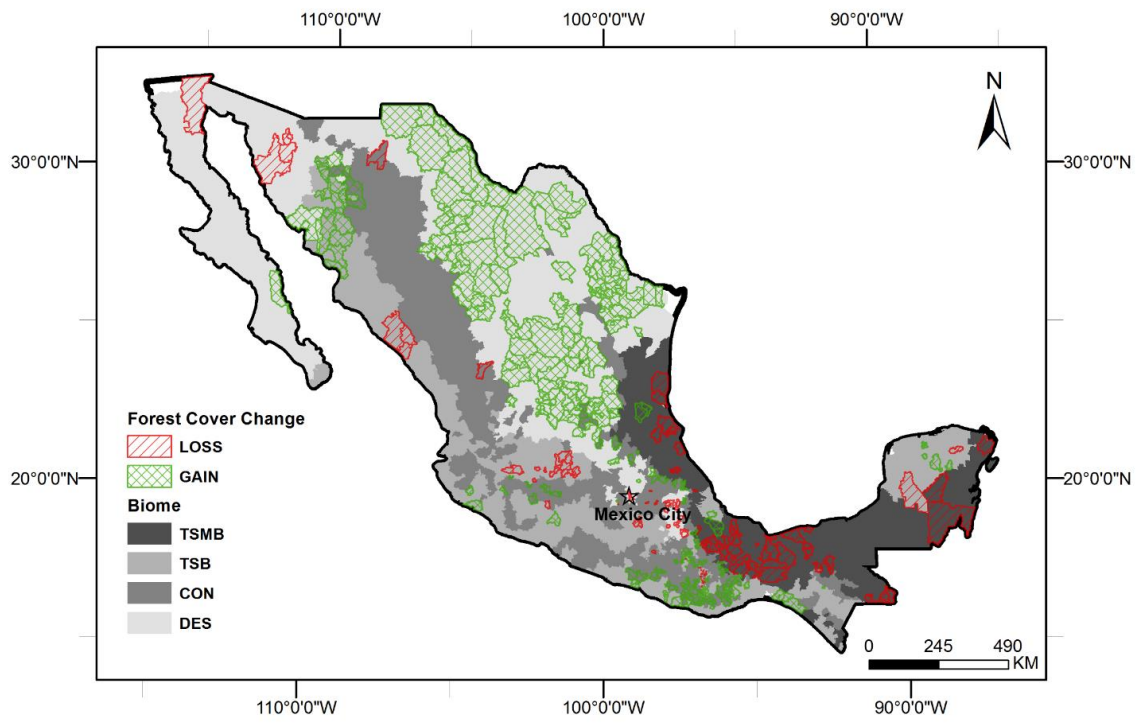 110°0'0"W 100°0'0"W 90°0'0"W
N
30°0'0"N 30°0'0"N
Forest Cover Change
LOSS
GAIN
20°0'0"N 20°0'0"N
Biome
Mexico City
TSMB
TSB
CON
DES
0 245 490
KM
110°0'0"W 100°0'0"W 90°0'0"W